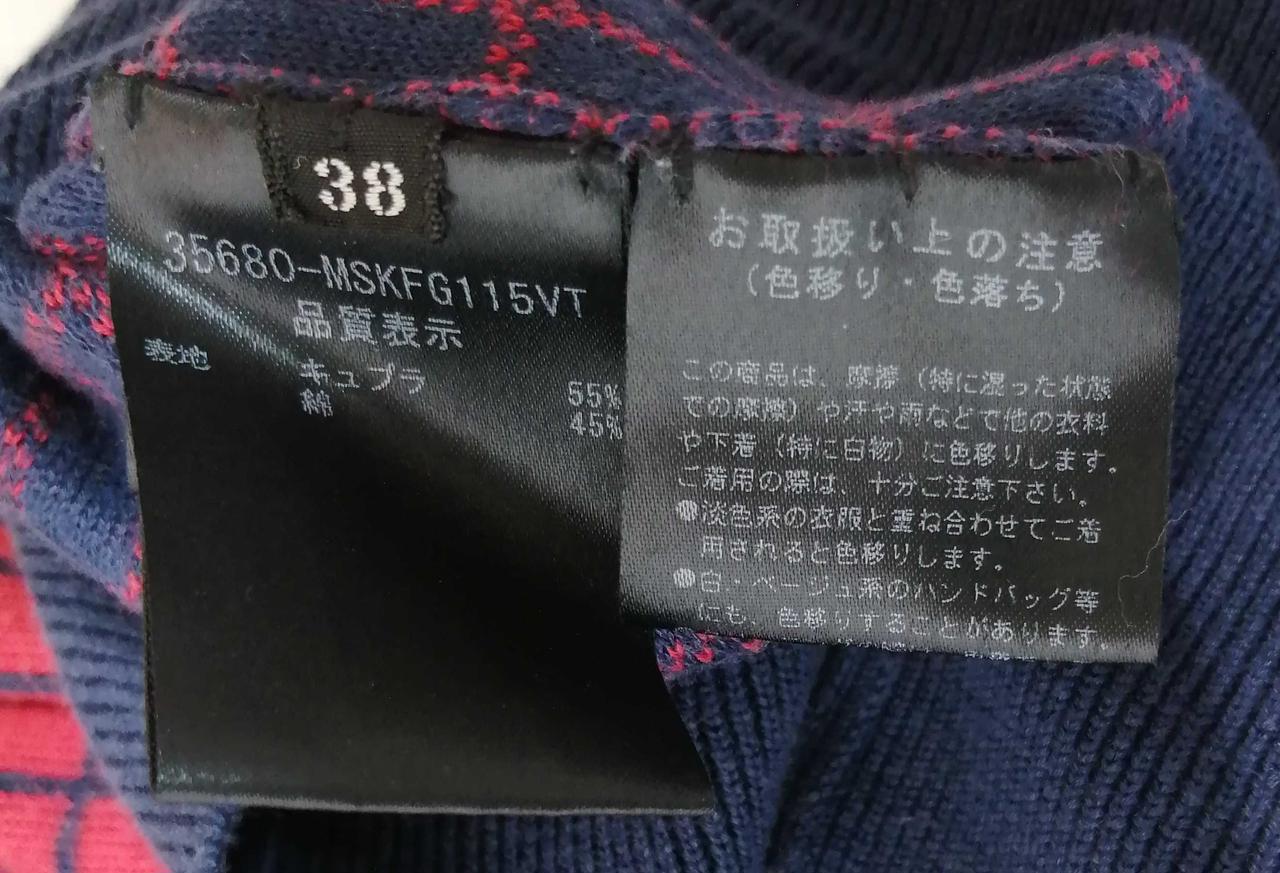 38
35680-MSKFG115VT
品質表示
表地 キュプラ 55%
綿 45%
お取扱い上の注意
(色移り・色落ち)
この商品は、摩擦(特に湿った状態
での摩擦)や汗や雨などで他の衣料
や下着(特に白物)に色移りします。
ご着用の際は、十分ご注意下さい。
●淡色系の衣服と重ね合わせてご着
用されると色移りします。
●白・ベージュ系のハンドバッグ等
にも、色移りすることがあります。